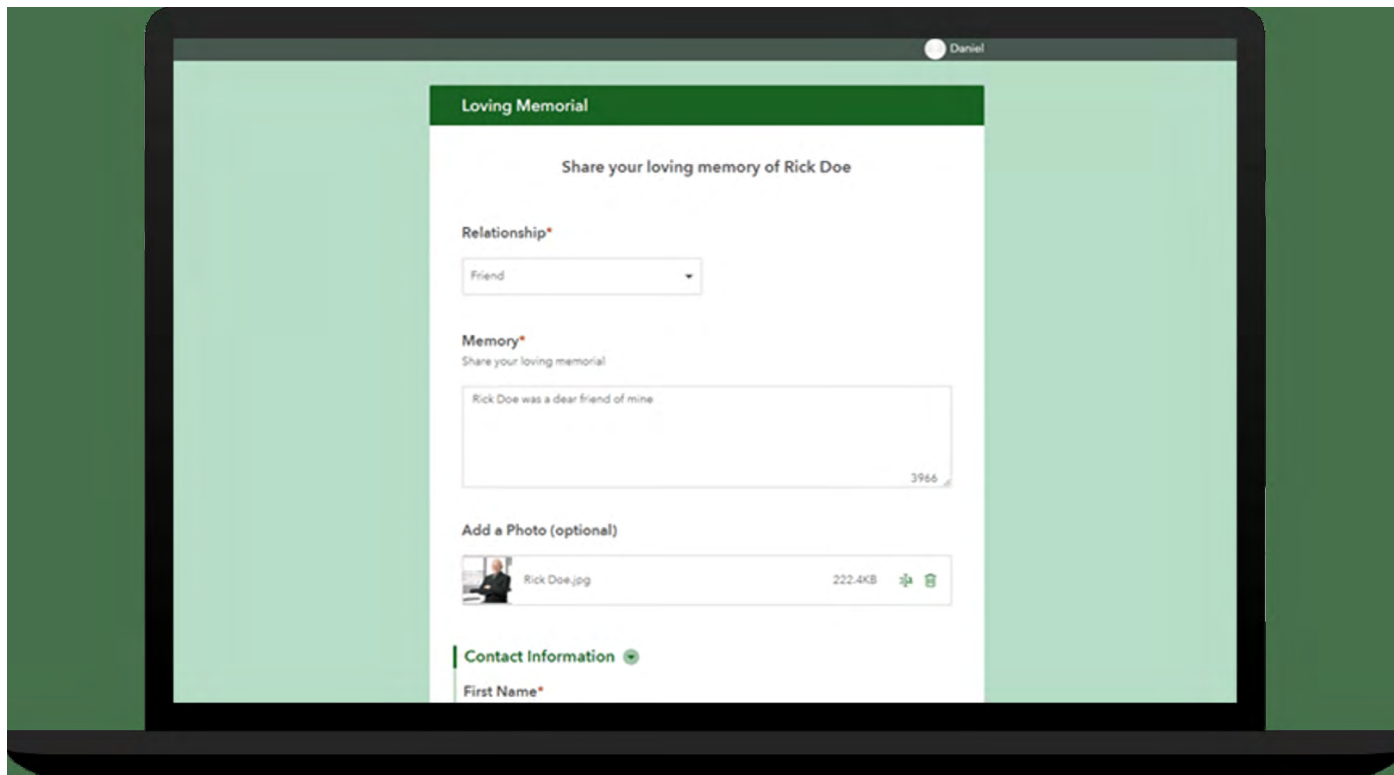 Daniel
Loving Memorial
Share your loving memory of Rick Doe
Relationship*
Friend
Memory*
Share your loving memorial
Rick Doe was a dear friend of mine
3966
Add a Photo (optional)
Rick Doe.jpg 222.4KB
Contact Information
First Name*